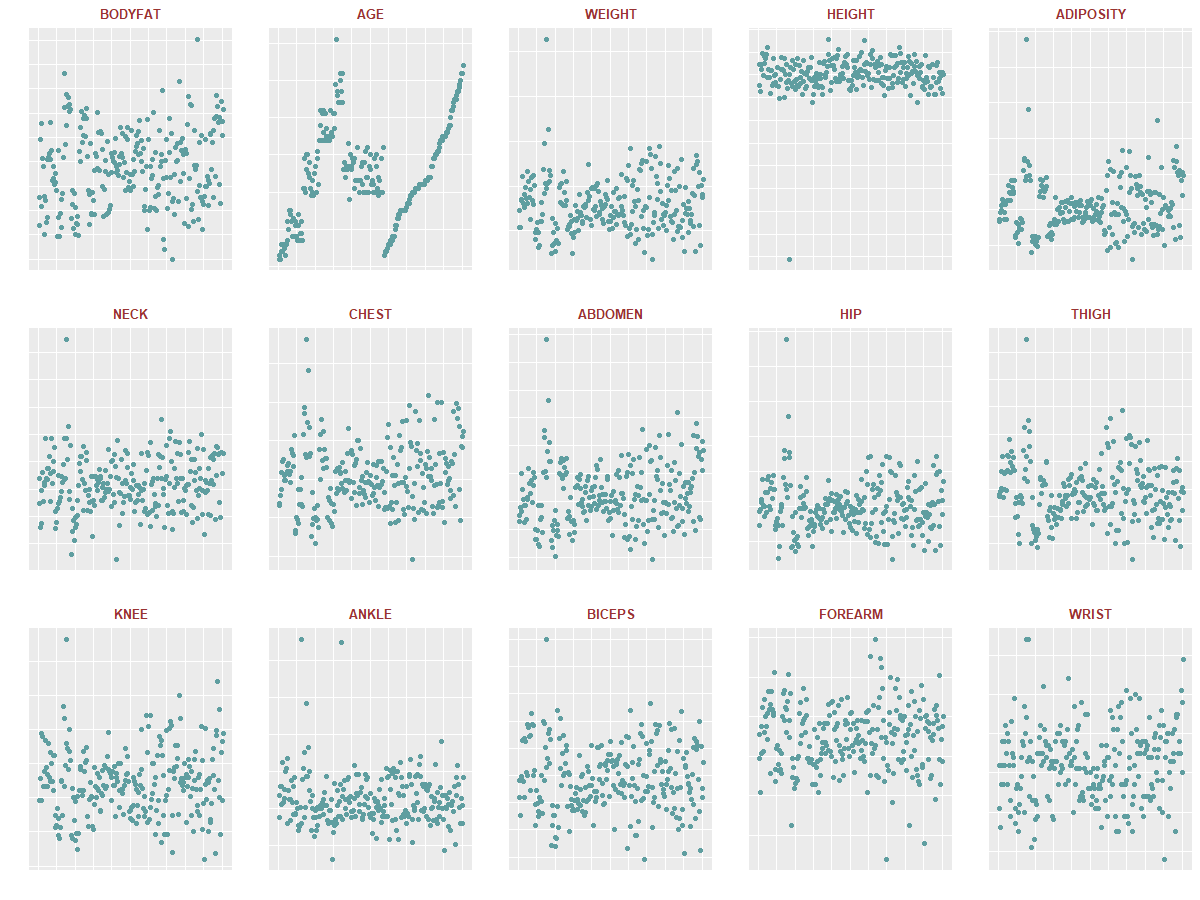 BODYFAT
AGE
WEIGHT
HEIGHT
ADIPOSITY
NECK
CHEST
ABDOMEN
HIP
THIGH
KNEE
ANKLE
BICEPS
FOREARM
WRIST